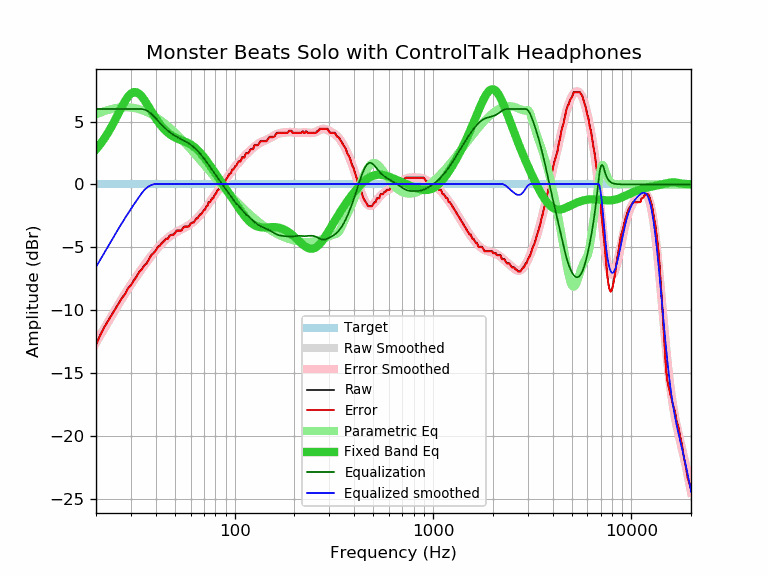 Monster Beats Solo with ControlTalk Headphones
Amplitude (dBr)
5
0
−5
−10
−15
−20
−25
Target
Raw Smoothed
Error Smoothed
Raw
Error
Parametric Eq
Fixed Band Eq
Equalization
Equalized smoothed
100
1000
10000
Frequency (Hz)